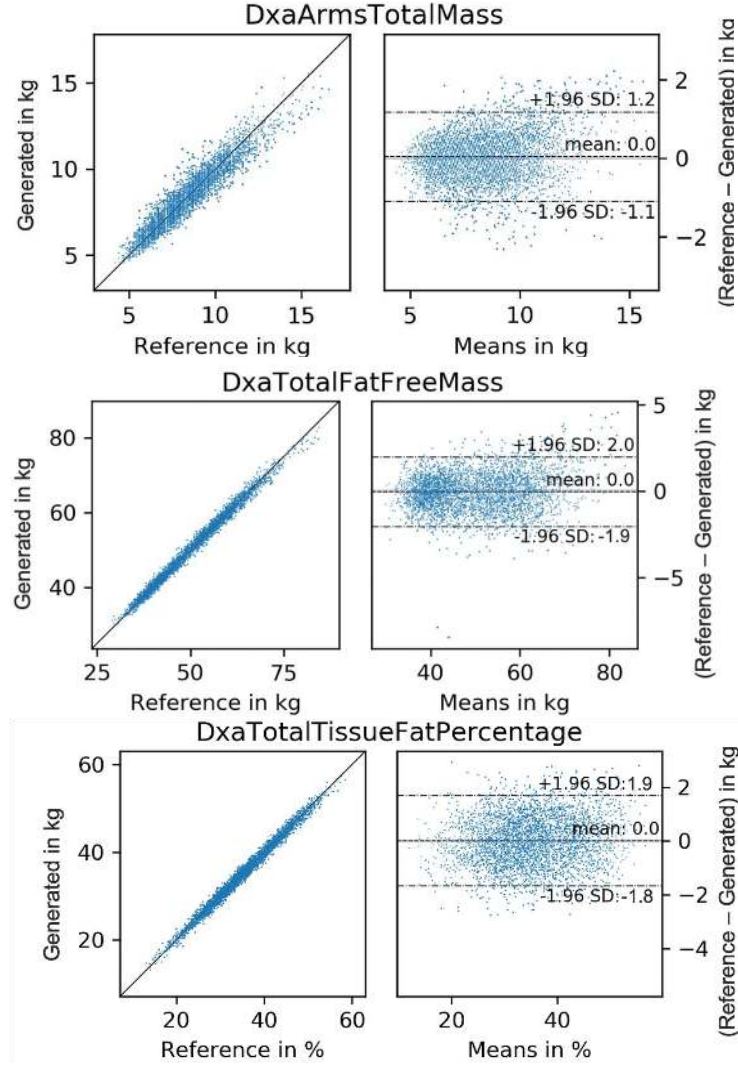 DxaArmsTotalMass
Generated in kg
15
10
5
5 10 15
Reference in kg
+1.96 SD: 1.2
mean: 0.0
-1.96 SD: -1.1
2
0
−2
(Reference − Generated) in kg
5 10 15
Means in kg
DxaTotalFatFreeMass
Generated in kg
80
60
40
25 50 75
Reference in kg
+1.96 SD: 2.0
mean: 0.0
-1.96 SD: -1.9
5
0
−5
(Reference − Generated) in kg
40 60 80
Means in kg
DxaTotalTissueFatPercentage
Generated in kg
60
40
20
20 40 60
Reference in %
+1.96 SD:1.9
mean: 0.0
-1.96 SD:-1.8
2
0
−2
−4
(Reference − Generated) in kg
20 40
Means in %